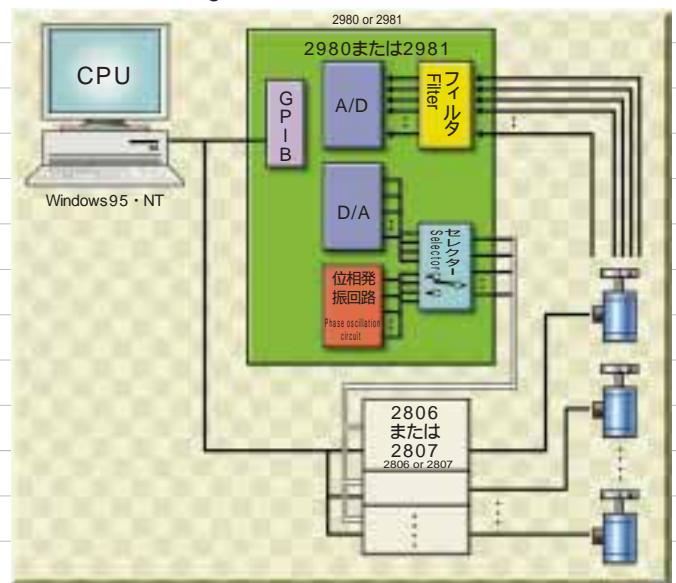 2980 or 2981
2980または2981
CPU
GPIB
A/D
フィルタ
Filter
Windows95・NT
D/A
セレクター
Selector
位相発
振回路
Phase oscillation
circuit
2806
または
2807
2806 or 2807